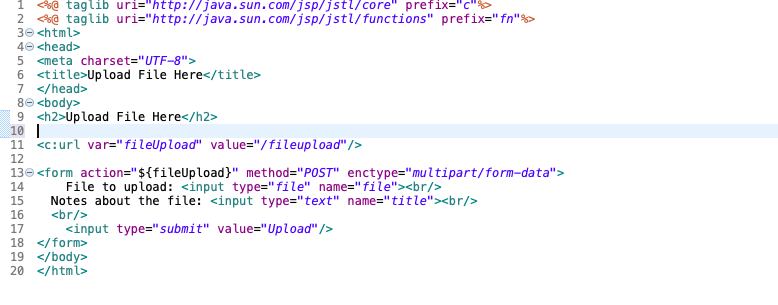 1 <%@ taglib uri="http://java.sun.com/jsp/jstl/core" prefix="c"%>
2 <%@ taglib uri="http://java.sun.com/jsp/jstl/functions" prefix="fn"%>
3 <html>
4 <head>
5 <meta charset="UTF-8">
6 <title>Upload File Here</title>
7 </head>
8 <body>
9 <h2>Upload File Here</h2>
10
11 <c:url var="fileUpload" value="/fileupload"/>
12
13 <form action="${fileUpload}" method="POST" enctype="multipart/form-data">
14     File to upload: <input type="file" name="file"><br/>
15   Notes about the file: <input type="text" name="title"><br/>
16   <br/>
17     <input type="submit" value="Upload"/>
18 </form>
19 </body>
20 </html>